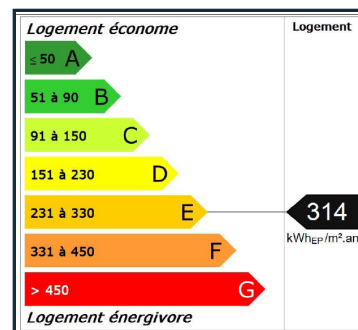 Logement économe
Logement
≤ 50 A
51 à 90 B
91 à 150 C
151 à 230 D
231 à 330 E
314
kWhEP/m².an
331 à 450 F
> 450 G
Logement énergivore